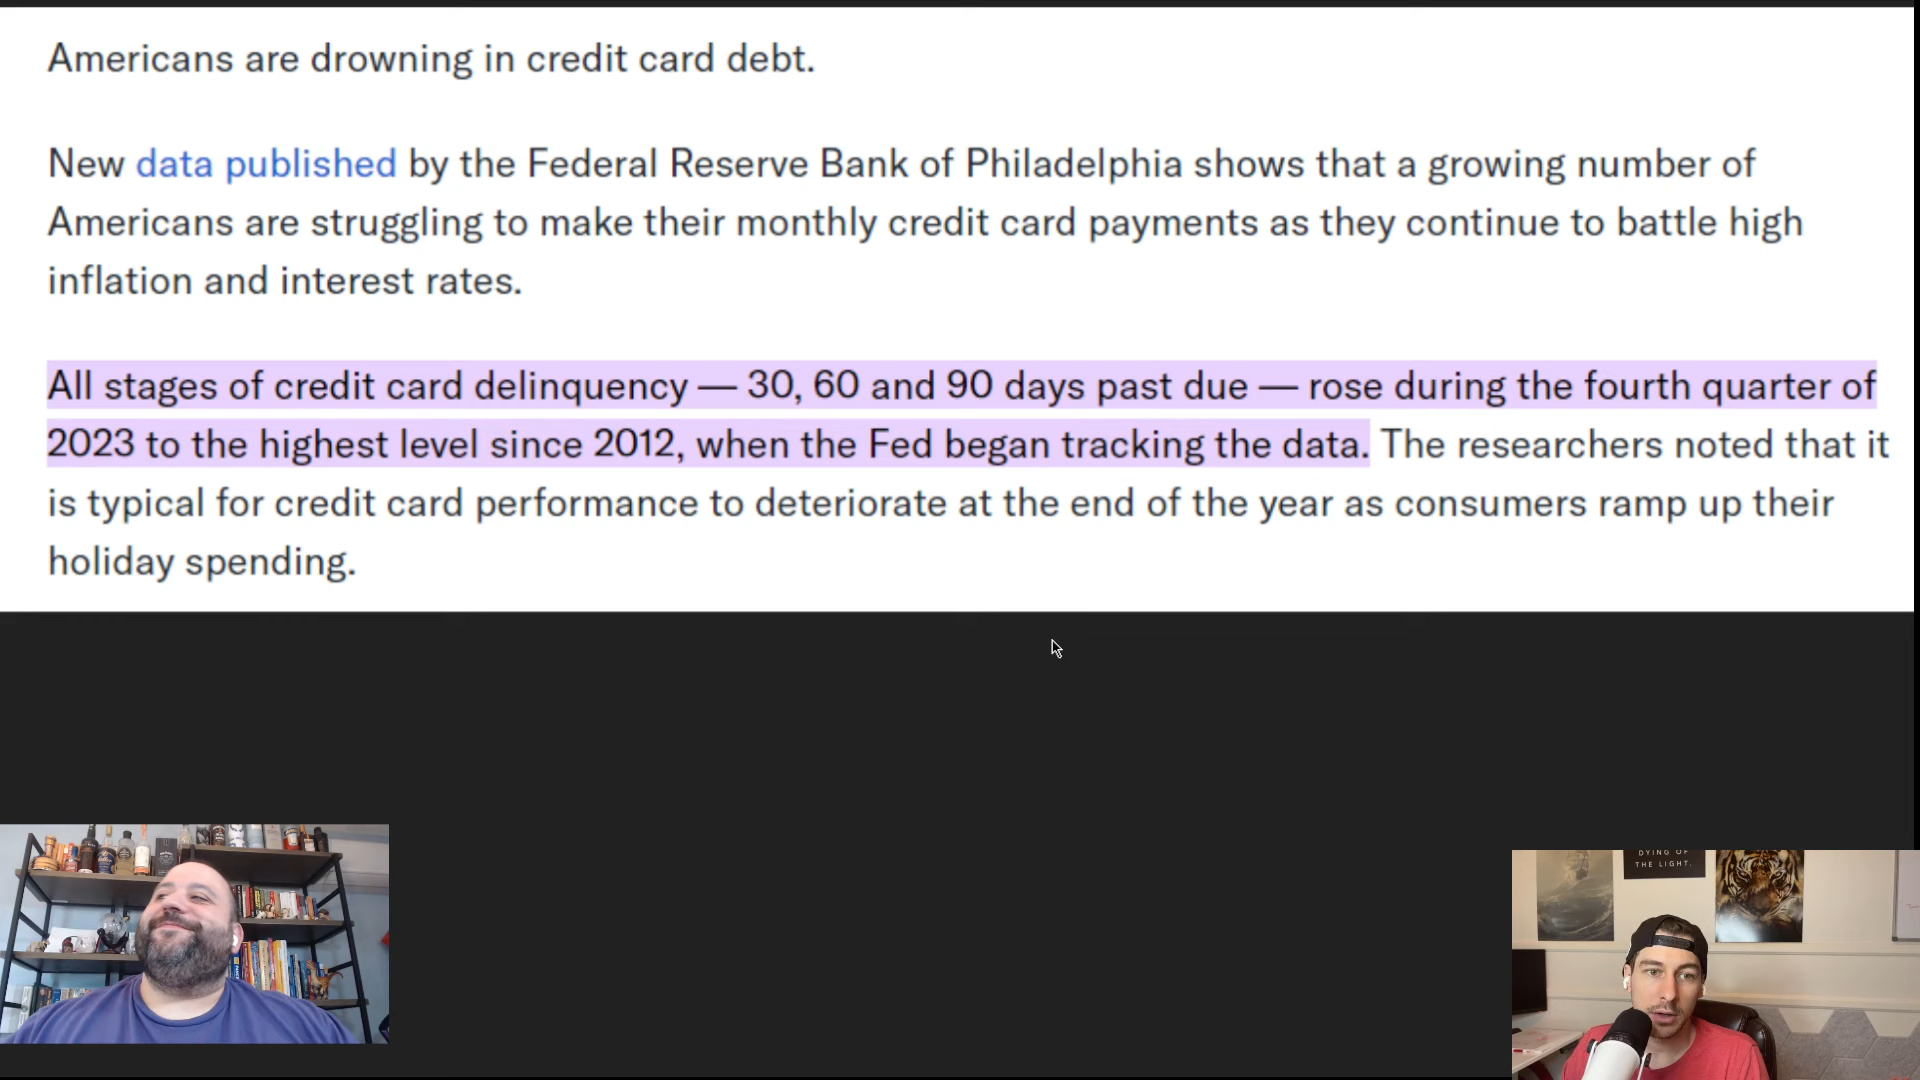 Americans are drowning in credit card debt.
New data published by the Federal Reserve Bank of Philadelphia shows that a growing number of
Americans are struggling to make their monthly credit card payments as they continue to battle high
inflation and interest rates.
All stages of credit card delinquency — 30, 60 and 90 days past due — rose during the fourth quarter of
2023 to the highest level since 2012, when the Fed began tracking the data. The researchers noted that it
is typical for credit card performance to deteriorate at the end of the year as consumers ramp up their
holiday spending.
DYING OF
THE LIGHT.